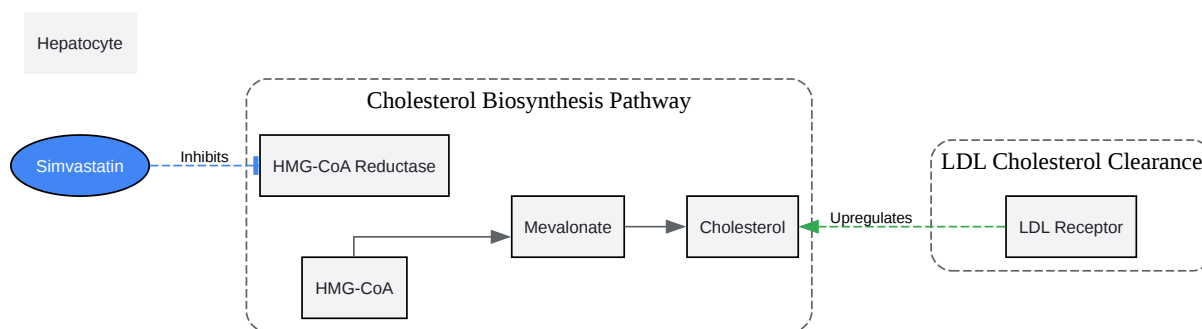 Hepatocyte
Cholesterol Biosynthesis Pathway
Simvastatin
Inhibits
HMG-CoA Reductase
LDL Cholesterol Clearance
Mevalonate
Cholesterol
Upregulates
LDL Receptor
HMG-CoA